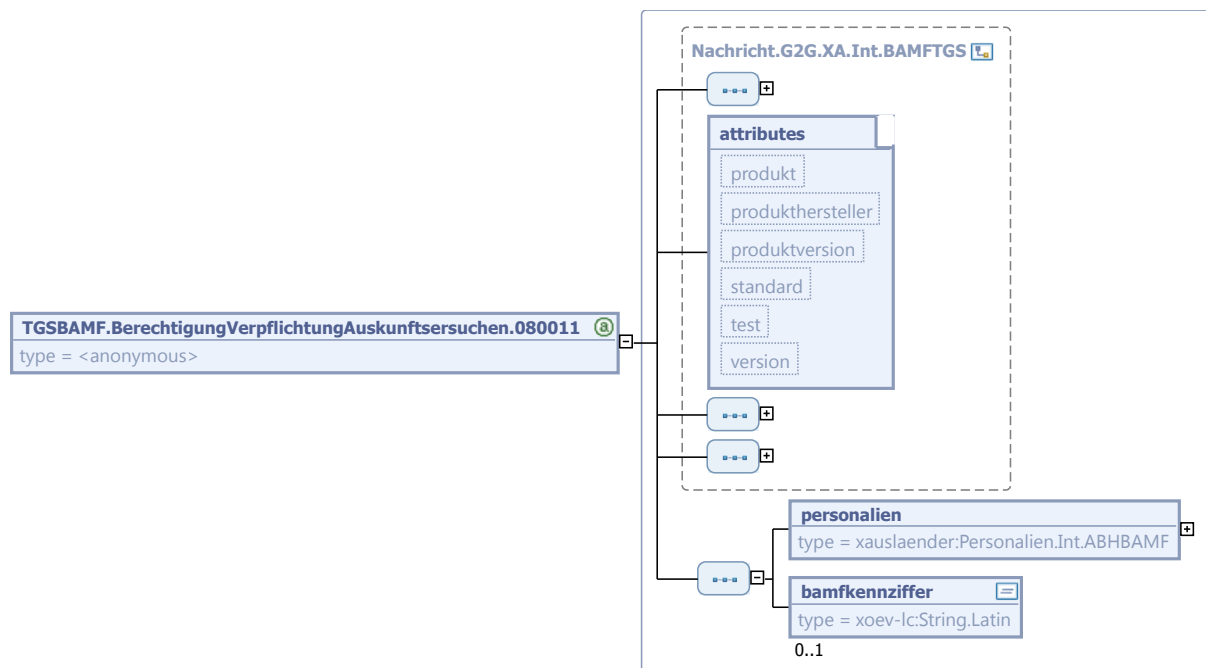 Nachricht.G2G.XA.Int.BAMFTGS
attributes
produkt
produkthersteller
produktversion
standard
test
version
TGSBAMF.BerechtigungVerpflichtungAuskunftsersuchen.080011 a
type = <anonymous>
personalien
type = xauslaender:Personalien.Int.ABHBAMF
bamfkennziffer
type = xoev-lc:String.Latin
0..1